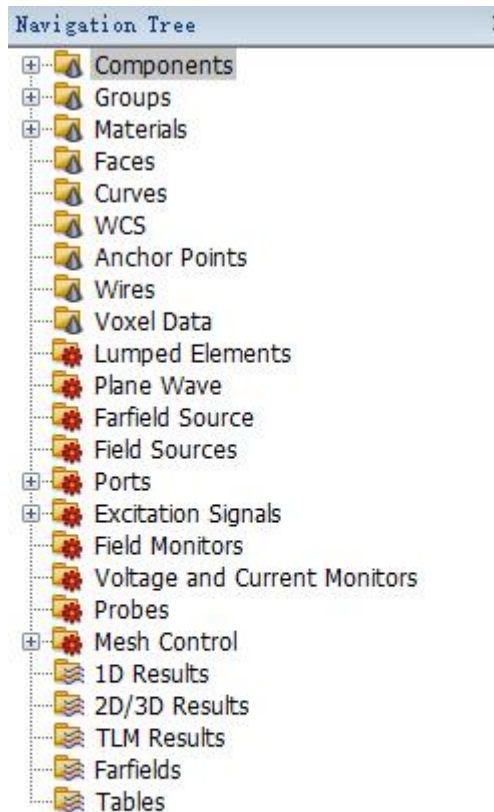 Navigation Tree
Components
Groups
Materials
Faces
Curves
WCS
Anchor Points
Wires
Voxel Data
Lumped Elements
Plane Wave
Farfield Source
Field Sources
Ports
Excitation Signals
Field Monitors
Voltage and Current Monitors
Probes
Mesh Control
1D Results
2D/3D Results
TLM Results
Farfields
Tables